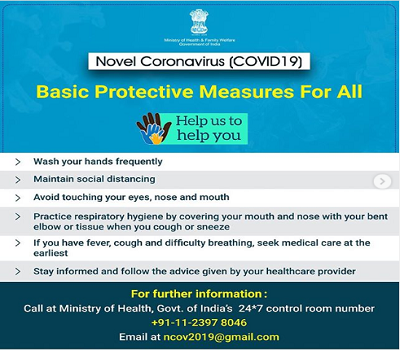 Ministry of Health & Family Welfare
Government of India
Novel Coronavirus (COVID19)
Basic Protective Measures For All
Help us to
help you
> Wash your hands frequently
> Maintain social distancing
> Avoid touching your eyes, nose and mouth
> Practice respiratory hygiene by covering your mouth and nose with your bent
elbow or tissue when you cough or sneeze
> If you have fever, cough and difficulty breathing, seek medical care at the
earliest
> Stay informed and follow the advice given by your healthcare provider
For further information :
Call at Ministry of Health, Govt. of India's 24*7 control room number
+91-11-2397 8046
Email at ncov2019@gmail.com